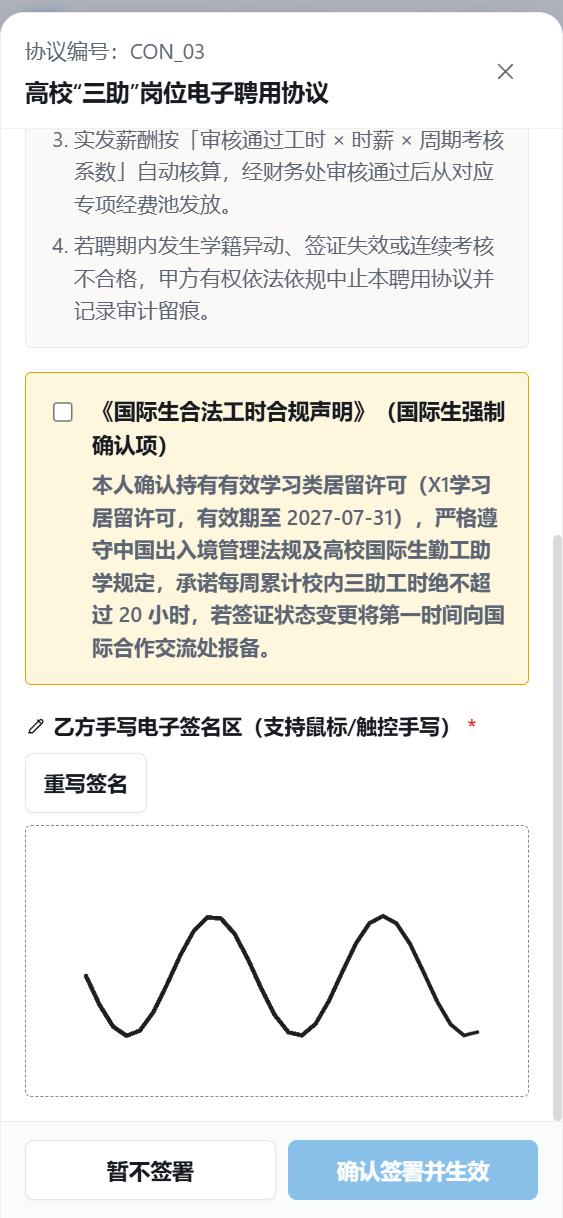 协议编号：CON_03
高校“三助”岗位电子聘用协议
3. 实发薪酬按「审核通过工时 × 时薪 × 周期考核
系数」自动核算，经财务处审核通过后从对应
专项经费池发放。
4. 若聘期内发生学籍异动、签证失效或连续考核
不合格，甲方有权依法依规中止本聘用协议并
记录审计留痕。
《国际生合法工时合规声明》（国际生强制
确认项）
本人确认持有有效学习类居留许可（X1学习
居留许可，有效期至 2027-07-31），严格遵
守中国出入境管理法规及高校国际生勤工助
学规定，承诺每周累计校内三助工时绝不超
过 20 小时，若签证状态变更将第一时间向国
际合作交流处报备。
乙方手写电子签名区（支持鼠标/触控手写） *
重写签名
暂不签署
确认签署并生效